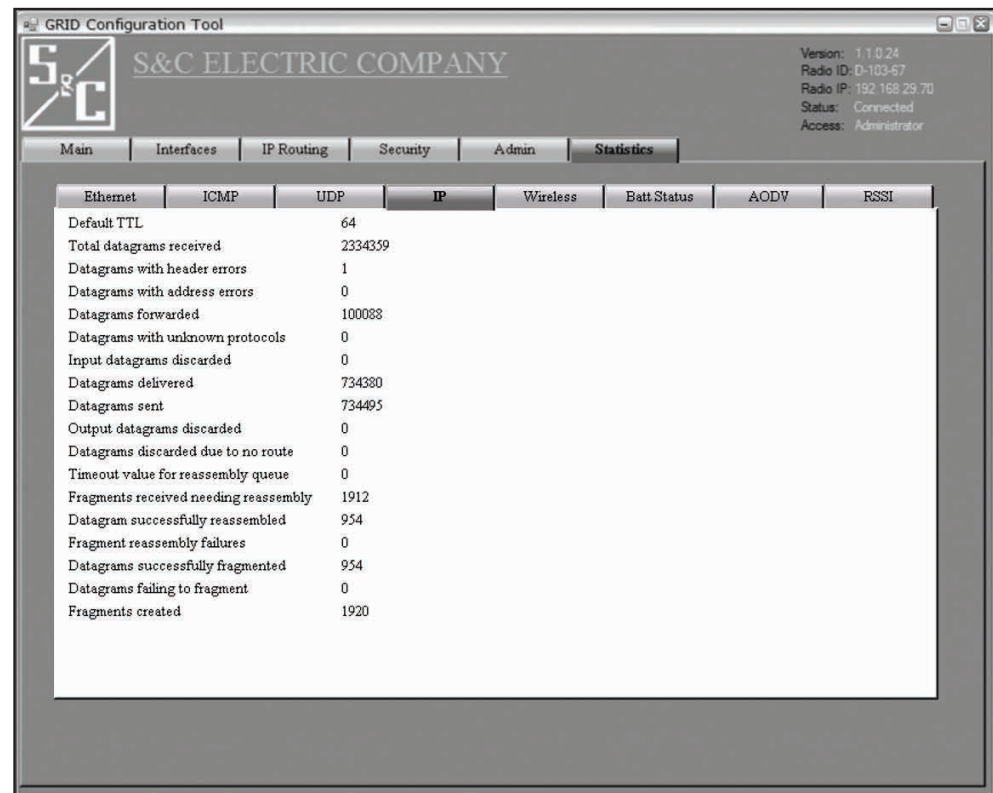 GRID Configuration Tool
S&C
S&C ELECTRIC COMPANY
Version: 1.1.0.24
Radio ID: D-103-67
Radio IP: 192.168.29.70
Status: Connected
Access: Administrator
Main Interfaces IP Routing Security Admin Statistics
Ethernet ICMP UDP IP Wireless Batt Status AODV RSSI
Default TTL 64
Total datagrams received 2334359
Datagrams with header errors 1
Datagrams with address errors 0
Datagrams forwarded 100088
Datagrams with unknown protocols 0
Input datagrams discarded 0
Datagrams delivered 734380
Datagrams sent 734495
Output datagrams discarded 0
Datagrams discarded due to no route 0
Timeout value for reassembly queue 0
Fragments received needing reassembly 1912
Datagram successfully reassembled 954
Fragment reassembly failures 0
Datagrams successfully fragmented 954
Datagrams failing to fragment 0
Fragments created 1920